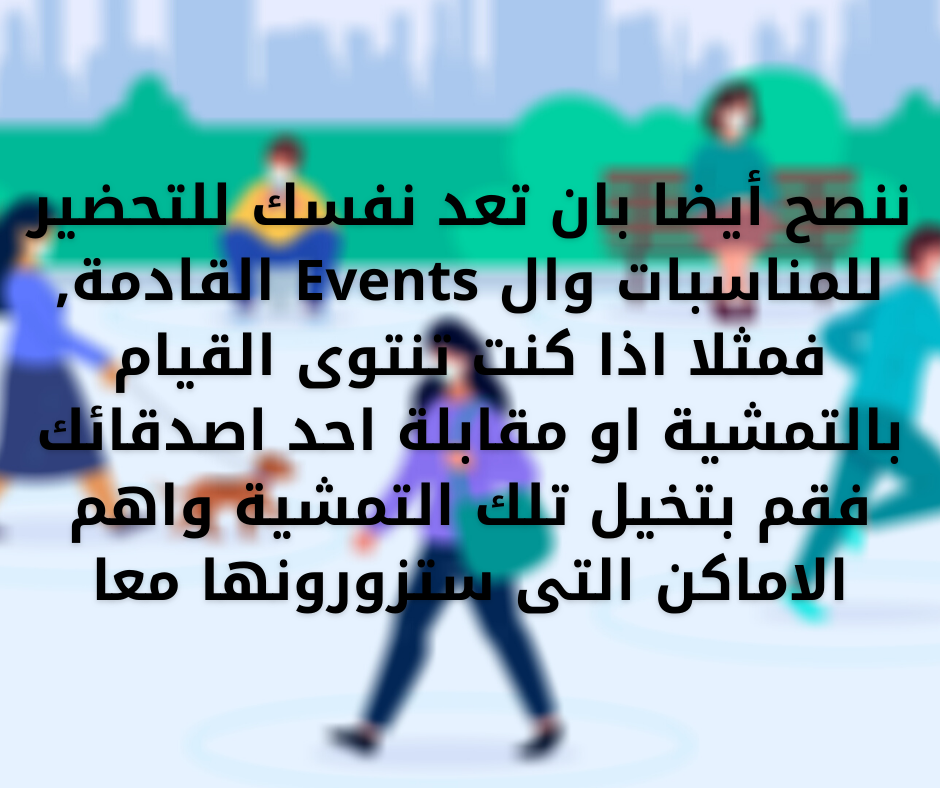 ننصح أيضا بان تعد نفسك للتحضير
للمناسبات وال Events القادمة,
فمثلا اذا كنت تنتوى القيام
بالتمشية او مقابلة احد اصدقائك
فقم بتخيل تلك التمشية واهم
الاماكن التى ستزورونها معا